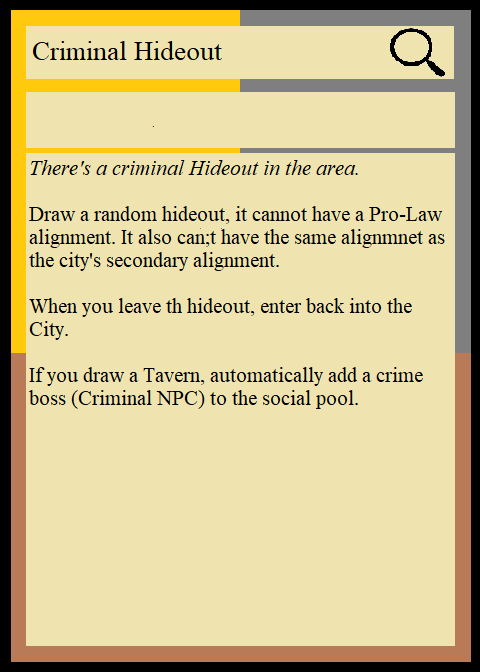 Criminal Hideout
There's a criminal Hideout in the area.
Draw a random hideout, it cannot have a Pro-Law
alignment. It also can;t have the same alignmnet as
the city's secondary alignment.
When you leave th hideout, enter back into the
City.
If you draw a Tavern, automatically add a crime
boss (Criminal NPC) to the social pool.